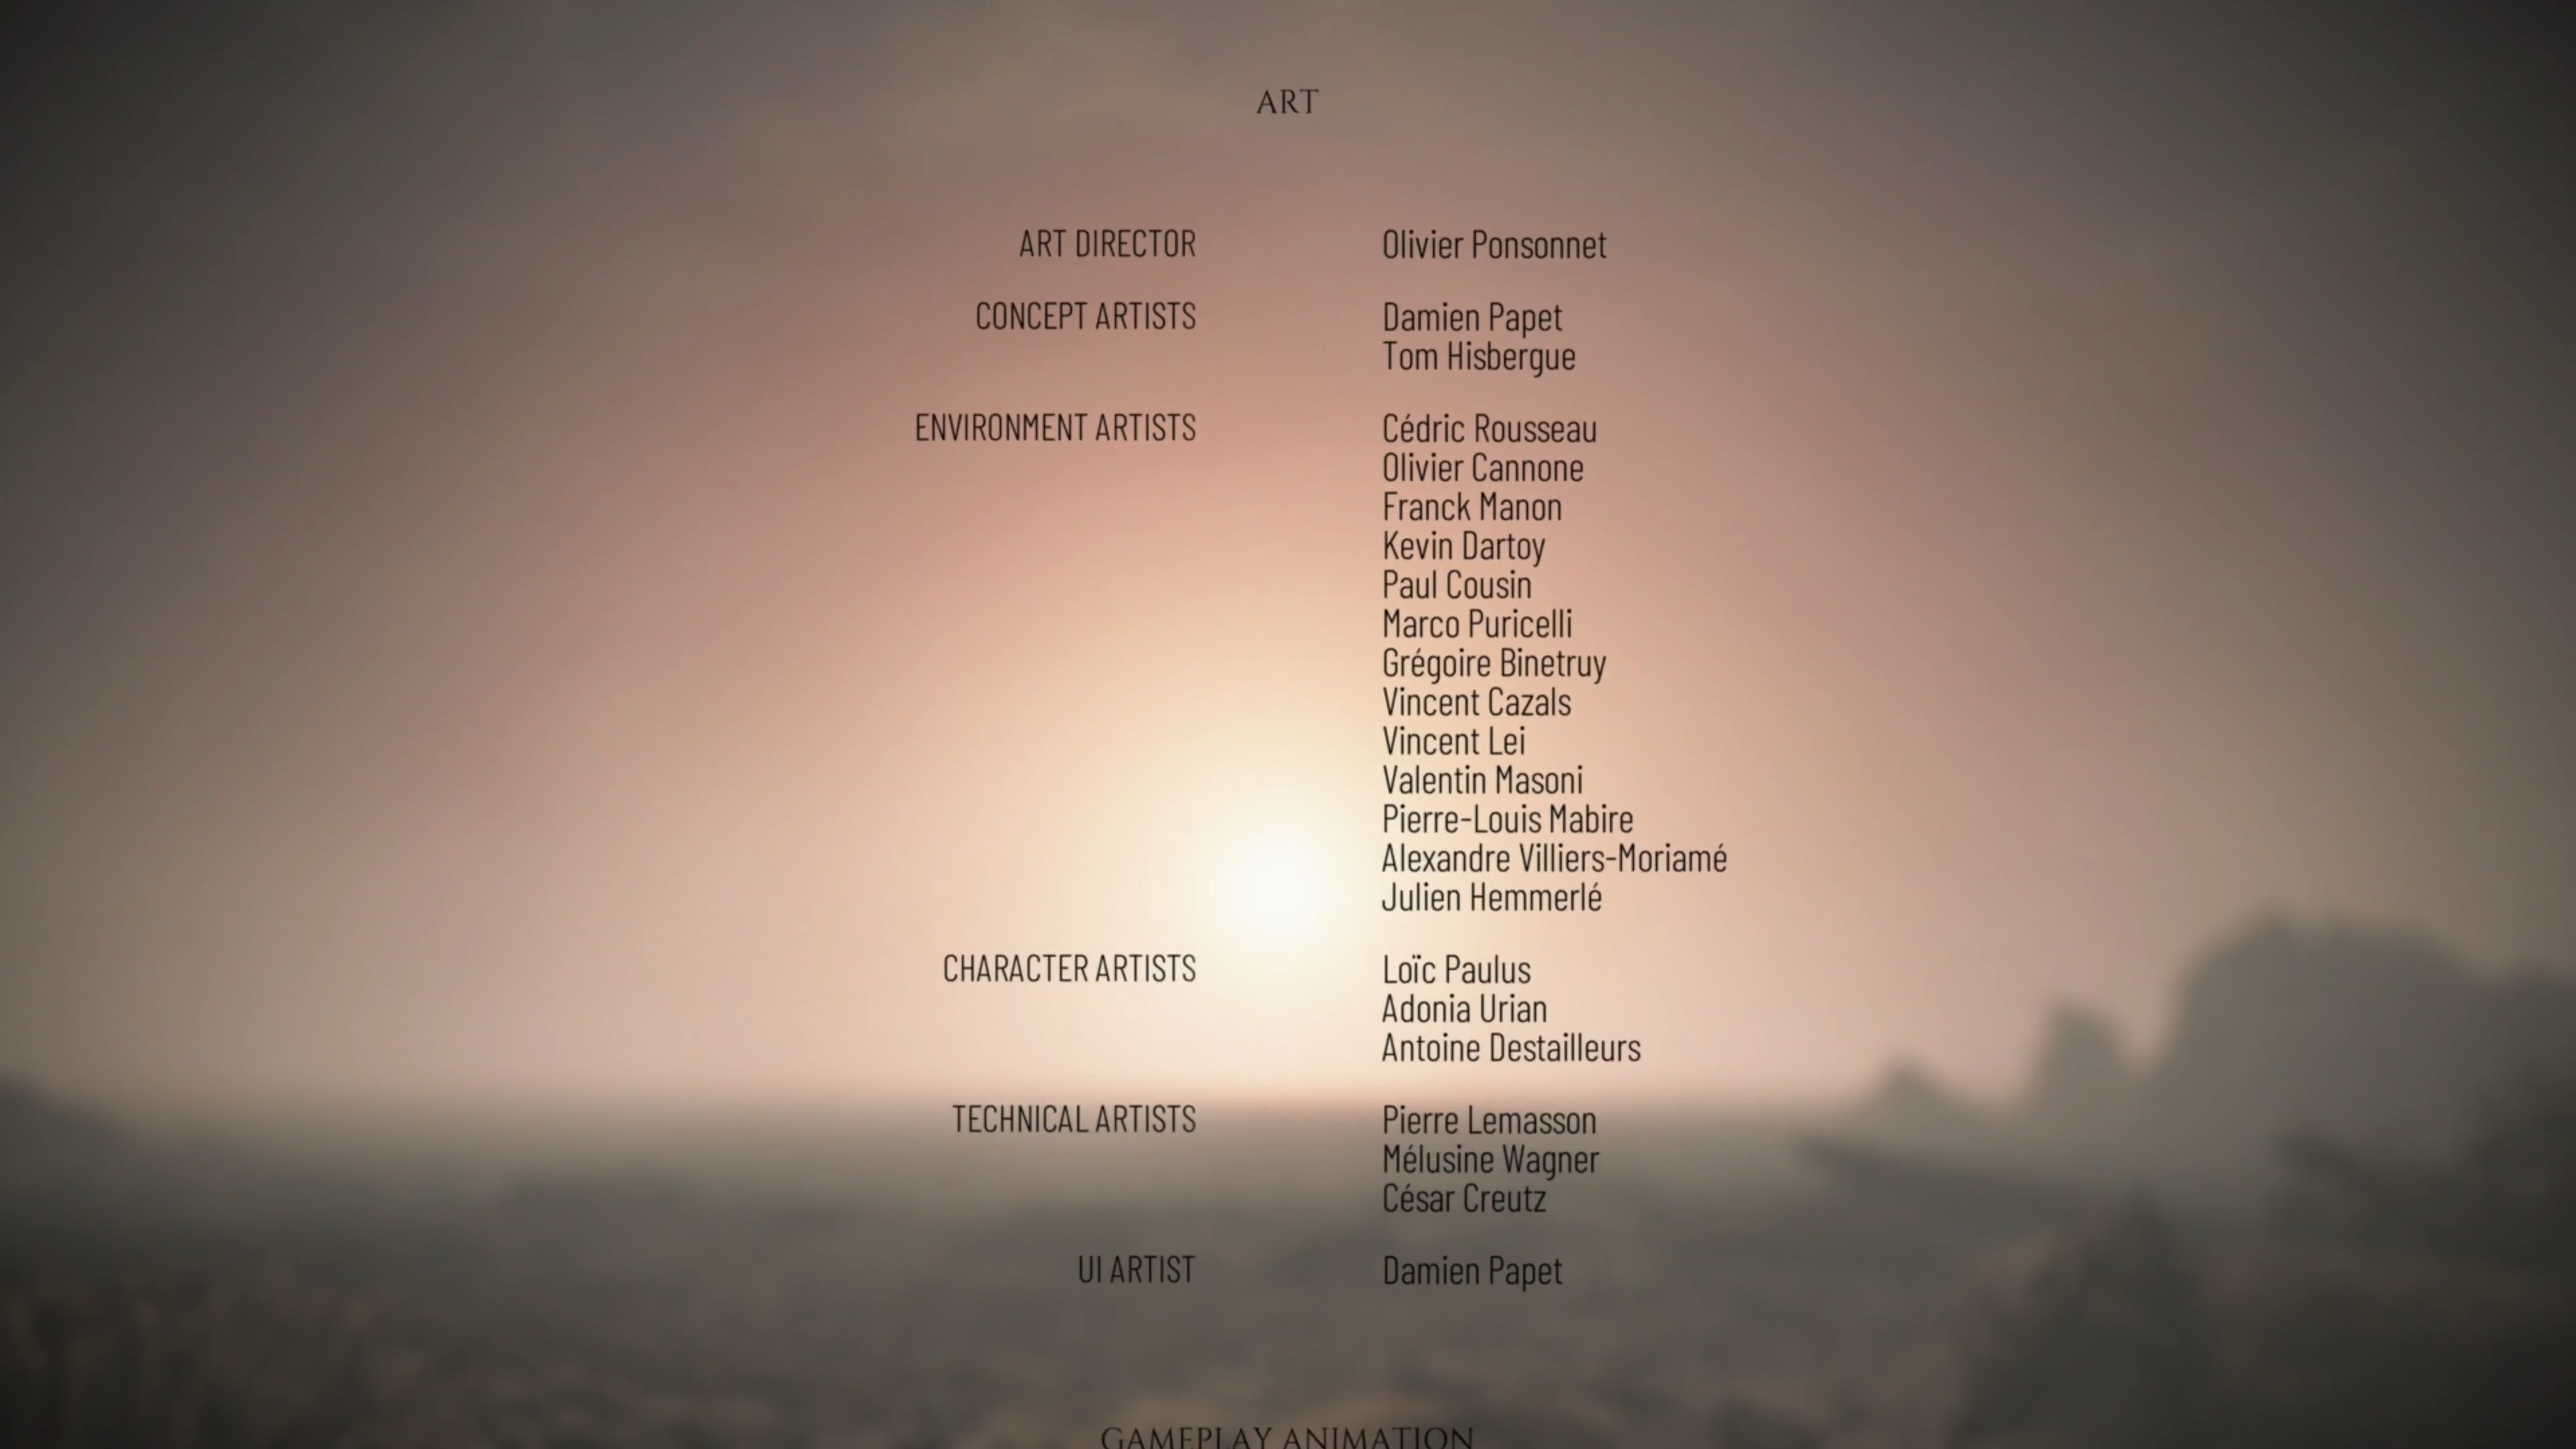 ART
ART DIRECTOR Olivier Ponsonnet
CONCEPT ARTISTS Damien Papet
Tom Hisbergue
ENVIRONMENT ARTISTS Cédric Rousseau
Olivier Cannone
Franck Manon
Kevin Dartoy
Paul Cousin
Marco Puricelli
Grégoire Binetruy
Vincent Cazals
Vincent Lei
Valentin Masoni
Pierre-Louis Mabire
Alexandre Villiers-Moriamé
Julien Hemmerlé
CHARACTER ARTISTS Loïc Paulus
Adonia Urian
Antoine Destailleurs
TECHNICAL ARTISTS Pierre Lemasson
Mélusine Wagner
César Creutz
UI ARTIST Damien Papet
GAMEPLAY ANIMATION